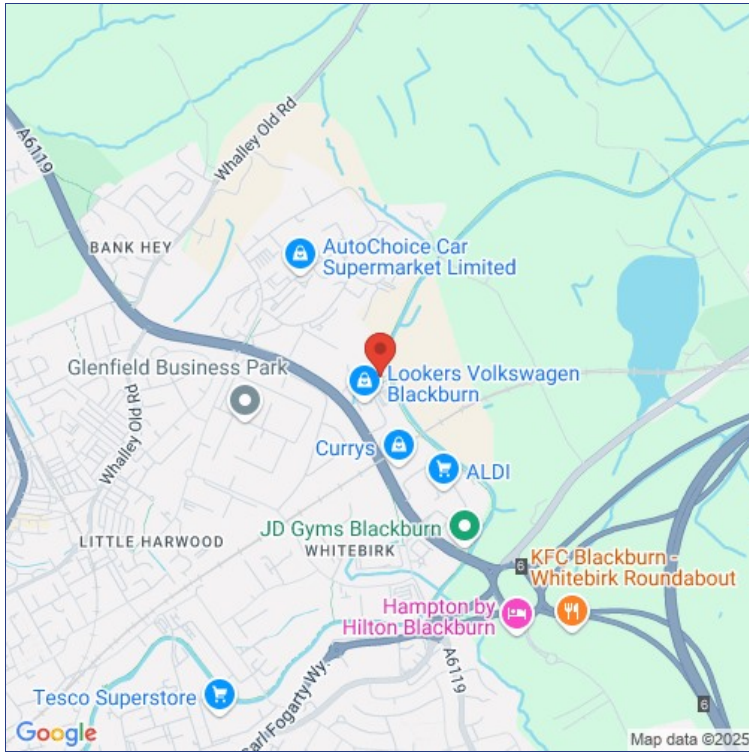 Whalley Old Rd
A6119
BANK HEY
AutoChoice Car
Supermarket Limited
Glenfield Business Park
Lookers Volkswagen
Blackburn
Whalley Old Rd
Currys
ALDI
LITTLE HARWOOD
JD Gyms Blackburn
WHITEBIRK
6
KFC Blackburn -
Whitebirk Roundabout
Hampton by
Hilton Blackburn
A6119
Tesco Superstore
Carl Fogarty Wy.
6
Google
Map data ©2025